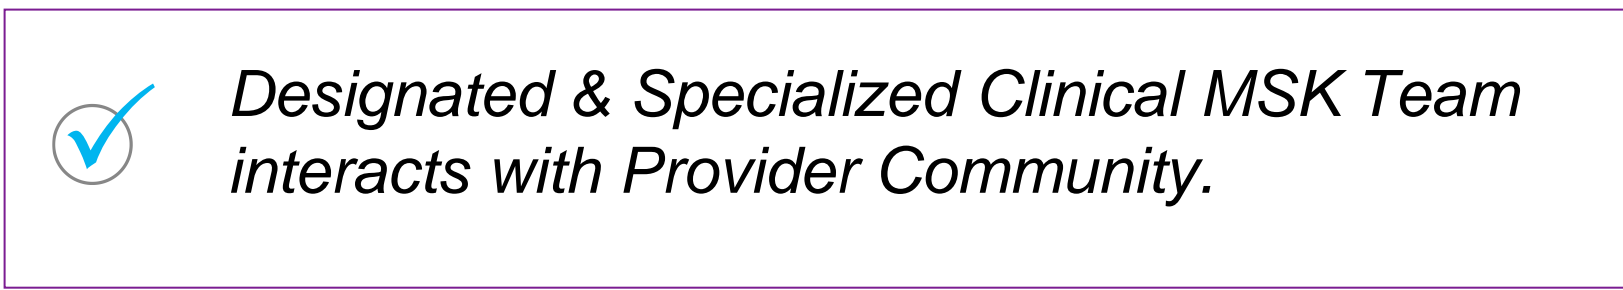 Designated & Specialized Clinical MSK Team
interacts with Provider Community.